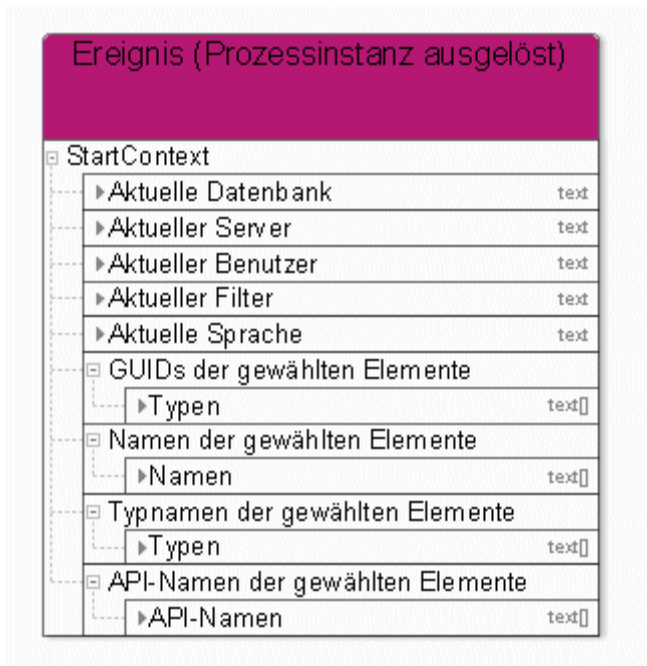 Ereignis (Prozessinstanz ausgelöst)
StartContext
Aktuelle Datenbank text
Aktueller Server text
Aktueller Benutzer text
Aktueller Filter text
Aktuelle Sprache text
GUIDs der gewählten Elemente
Typen text[]
Namen der gewählten Elemente
Namen text[]
Typnamen der gewählten Elemente
Typen text[]
API-Namen der gewählten Elemente
API-Namen text[]